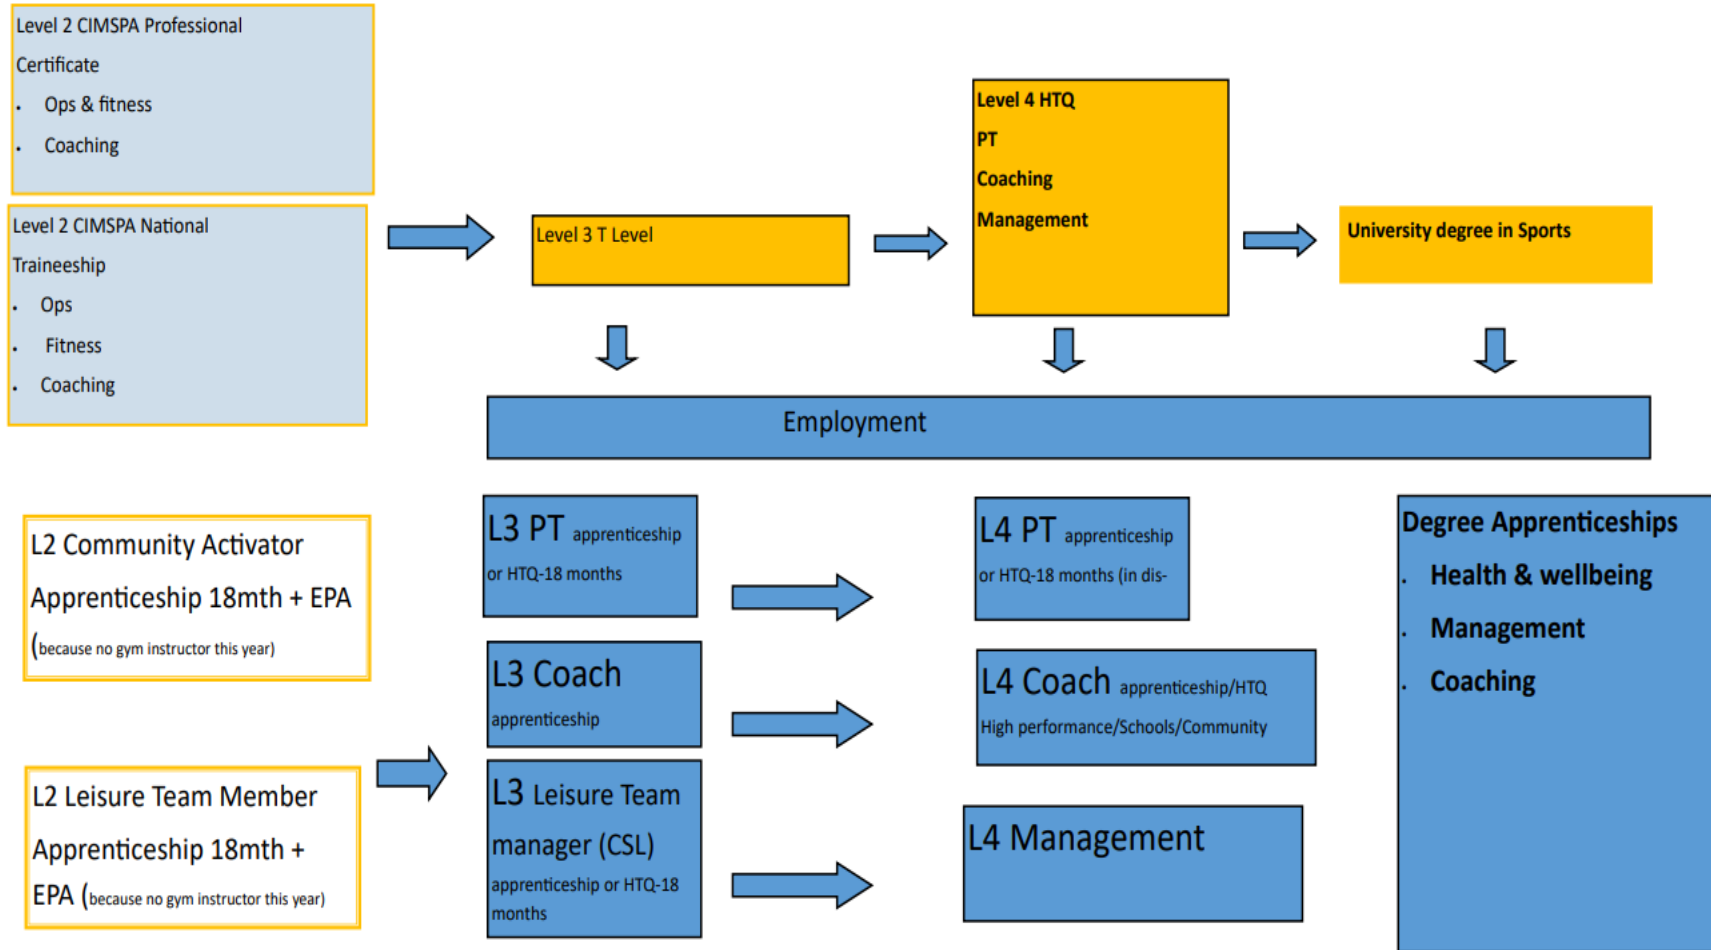 Level 2 CIMSPA Professional
Certificate
• Ops & fitness
• Coaching
Level 2 CIMSPA National
Traineeship
• Ops
• Fitness
• Coaching
Level 3 T Level
Level 4 HTQ
PT
Coaching
Management
University degree in Sports
Employment
L2 Community Activator
Apprenticeship 18mth + EPA
(because no gym instructor this year)
L2 Leisure Team Member
Apprenticeship 18mth +
EPA (because no gym instructor this year)
L3 PT apprenticeship
or HTQ-18 months
L3 Coach
apprenticeship
L3 Leisure Team
manager (CSL)
apprenticeship or HTQ-18
months
L4 PT apprenticeship
or HTQ-18 months (in dis-
L4 Coach apprenticeship/HTQ
High performance/Schools/Community
L4 Management
Degree Apprenticeships
• Health & wellbeing
• Management
• Coaching